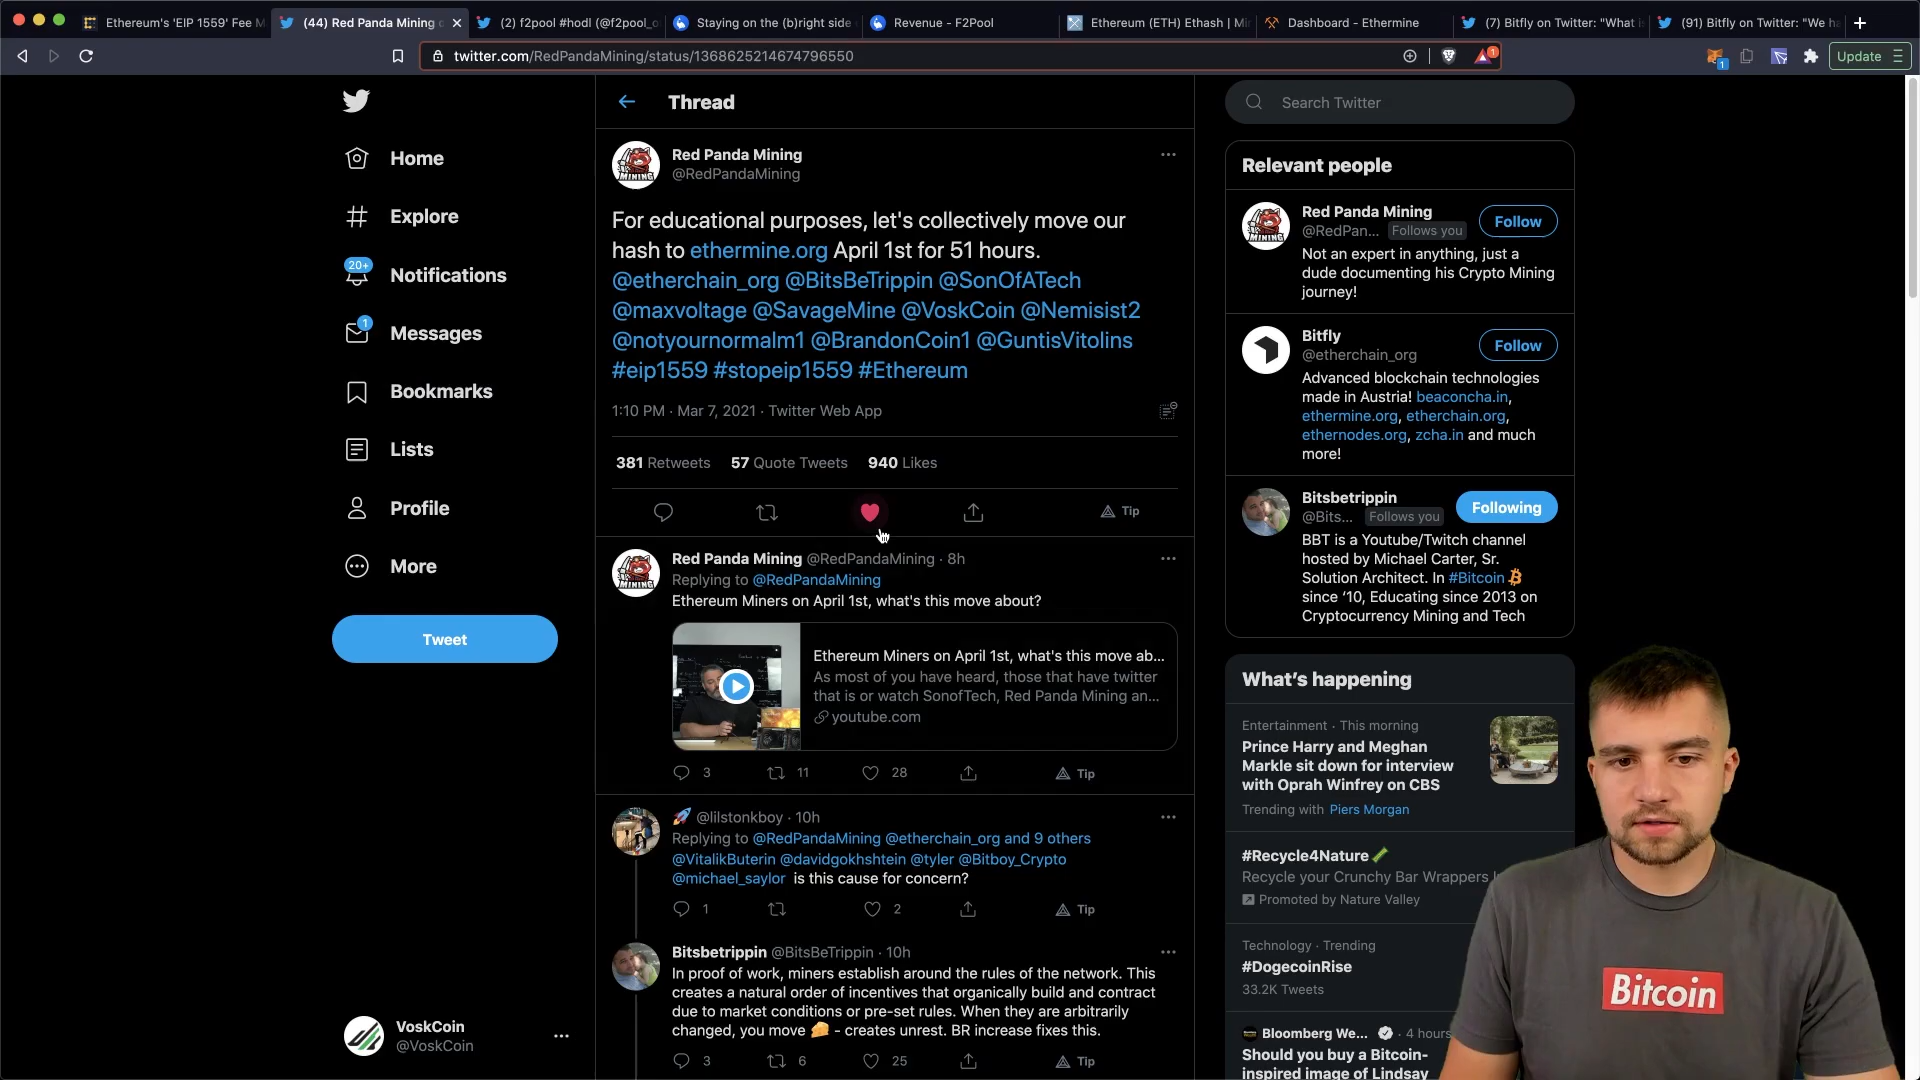 Ethereum's 'EIP 1559' Fee M
(44) Red Panda Mining
(2) f2pool #hodl (@f2pool_o
Staying on the (b)right side
Revenue - F2Pool
Ethereum (ETH) Ethash | Mi
Dashboard - Ethermine
(7) Bitfly on Twitter: "What i
(91) Bitfly on Twitter: "We ha
twitter.com/RedPandaMining/status/1368625214674796550
1
1
Update
Home
Explore
20+
Notifications
1
Messages
Bookmarks
Lists
Profile
More
Tweet
VoskCoin
@VoskCoin
Thread
Red Panda Mining
@RedPandaMining
For educational purposes, let's collectively move our
hash to ethermine.org April 1st for 51 hours.
@etherchain_org @BitsBeTrippin @SonOfATech
@maxvoltage @SavageMine @VoskCoin @Nemisist2
@notyournormalm1 @BrandonCoin1 @GuntisVitolins
#eip1559 #stopeip1559 #Ethereum
1:10 PM · Mar 7, 2021 · Twitter Web App
381 Retweets 57 Quote Tweets 940 Likes
Tip
Red Panda Mining @RedPandaMining · 8h
Replying to @RedPandaMining
Ethereum Miners on April 1st, what's this move about?
Ethereum Miners on April 1st, what's this move ab...
As most of you have heard, those that have twitter
that is or watch SonofTech, Red Panda Mining an...
youtube.com
3 11 28 Tip
@lilstonkboy · 10h
Replying to @RedPandaMining @etherchain_org and 9 others
@VitalikButerin @davidgokhshtein @tyler @Bitboy_Crypto
@michael_saylor is this cause for concern?
1 2 Tip
Bitsbetrippin @BitsBeTrippin · 10h
In proof of work, miners establish around the rules of the network. This
creates a natural order of incentives that organically build and contract
due to market conditions or pre-set rules. When they are arbitrarily
changed, you move 🧀 - creates unrest. BR increase fixes this.
3 6 25 Tip
Search Twitter
Relevant people
Red Panda Mining
@RedPan... Follows you
Follow
Not an expert in anything, just a
dude documenting his Crypto Mining
journey!
Bitfly
@etherchain_org
Follow
Advanced blockchain technologies
made in Austria! beaconcha.in,
ethermine.org, etherchain.org,
ethernodes.org, zcha.in and much
more!
Bitsbetrippin
@Bits... Follows you
Following
BBT is a Youtube/Twitch channel
hosted by Michael Carter, Sr.
Solution Architect. In #Bitcoin
since '10, Educating since 2013 on
Cryptocurrency Mining and Tech
What's happening
Entertainment · This morning
Prince Harry and Meghan
Markle sit down for interview
with Oprah Winfrey on CBS
Trending with Piers Morgan
#Recycle4Nature
Recycle your Crunchy Bar Wrappers
Promoted by Nature Valley
Technology · Trending
#DogecoinRise
33.2K Tweets
Bloomberg We... · 4 hours
Should you buy a Bitcoin-
inspired image of Lindsay
Bitcoin